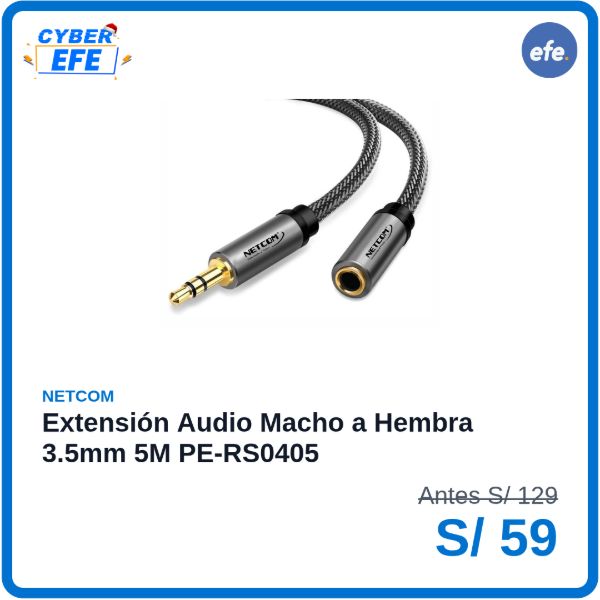 CYBER
EFE
efe.
NETCOM
NETCOM
NETCOM
Extensión Audio Macho a Hembra
3.5mm 5M PE-RS0405
Antes S/ 129
S/ 59